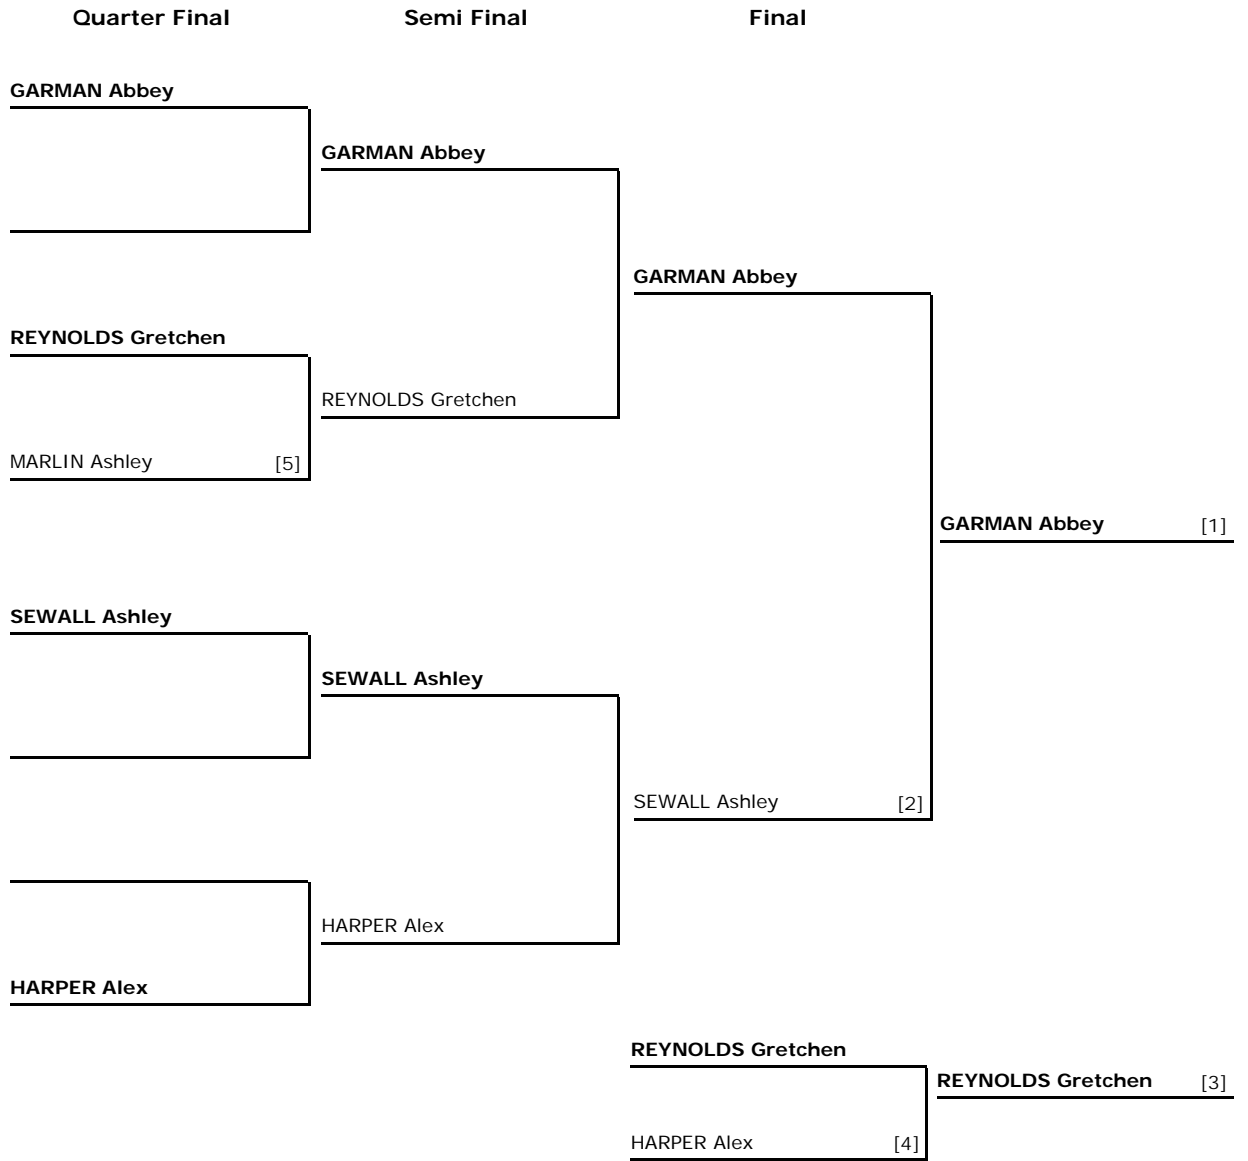 Quarter Final Semi Final Final
GARMAN Abbey
GARMAN Abbey
GARMAN Abbey
REYNOLDS Gretchen
REYNOLDS Gretchen
MARLIN Ashley [5]
GARMAN Abbey [1]
SEWALL Ashley
SEWALL Ashley
SEWALL Ashley [2]
HARPER Alex
HARPER Alex
REYNOLDS Gretchen
REYNOLDS Gretchen [3]
HARPER Alex [4]